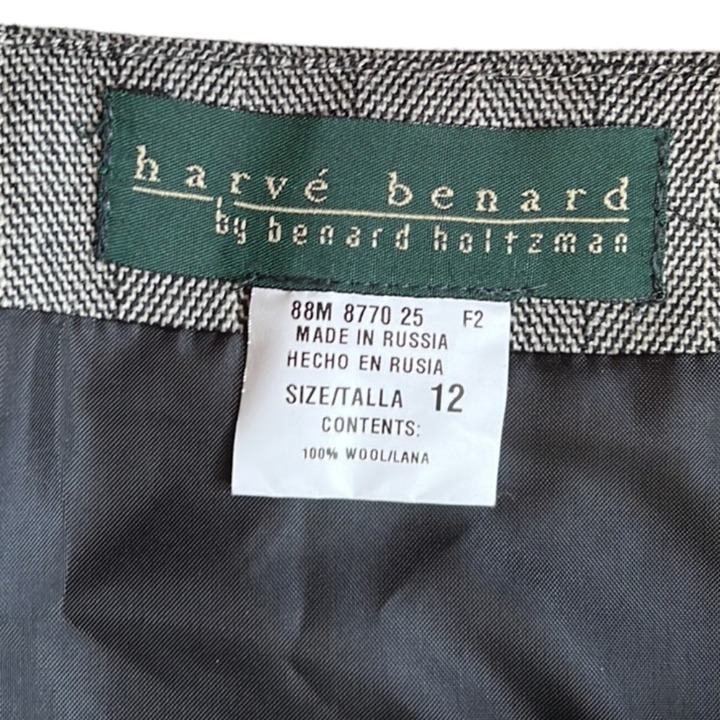 harvé benard
by benard holtzman
88M 8770 25 F2
MADE IN RUSSIA
HECHO EN RUSIA
SIZE/TALLA 12
CONTENTS:
100% WOOL/LANA